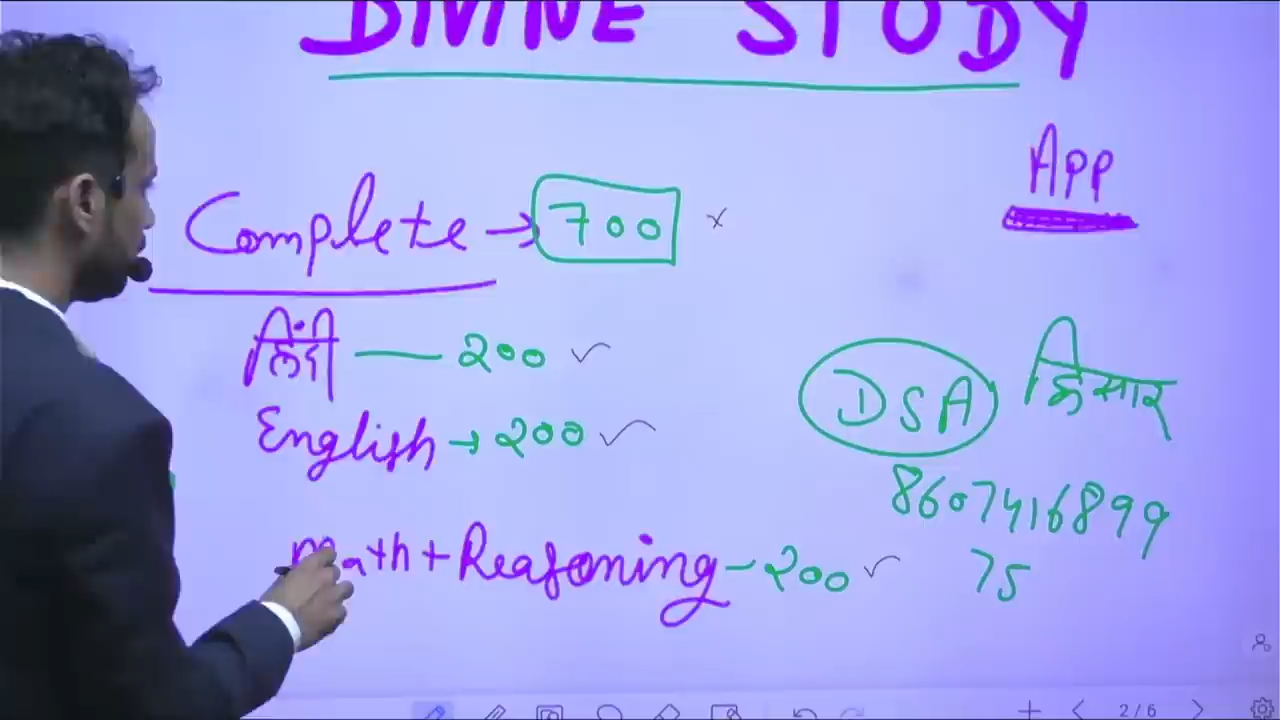 DIVINE STUDY
App
Complete → 700 ×
हिंदी — 200 ✓
English → 200 ✓
DSA हिसार
8607416899
Math + Reasoning - 200 ✓
75
2/6